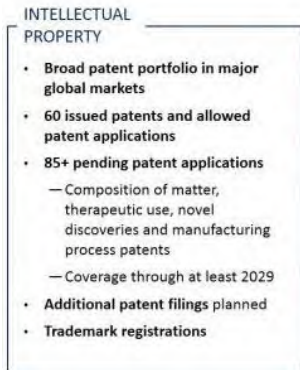 INTELLECTUAL
PROPERTY
• Broad patent portfolio in major
global markets
• 60 issued patents and allowed
patent applications
• 85+ pending patent applications
— Composition of matter,
therapeutic use, novel
discoveries and manufacturing
process patents
— Coverage through at least 2029
• Additional patent filings planned
• Trademark registrations